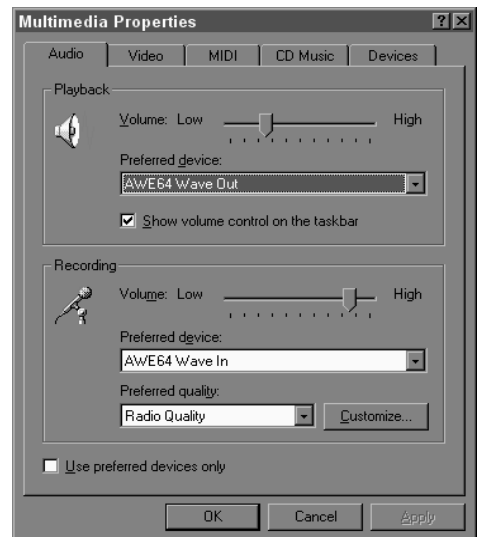 Multimedia Properties
Audio Video MIDI CD Music Devices
Playback
Volume: Low High
Preferred device:
AWE64 Wave Out
Show volume control on the taskbar
Recording
Volume: Low High
Preferred device:
AWE64 Wave In
Preferred quality:
Radio Quality Customize...
Use preferred devices only
OK Cancel Apply